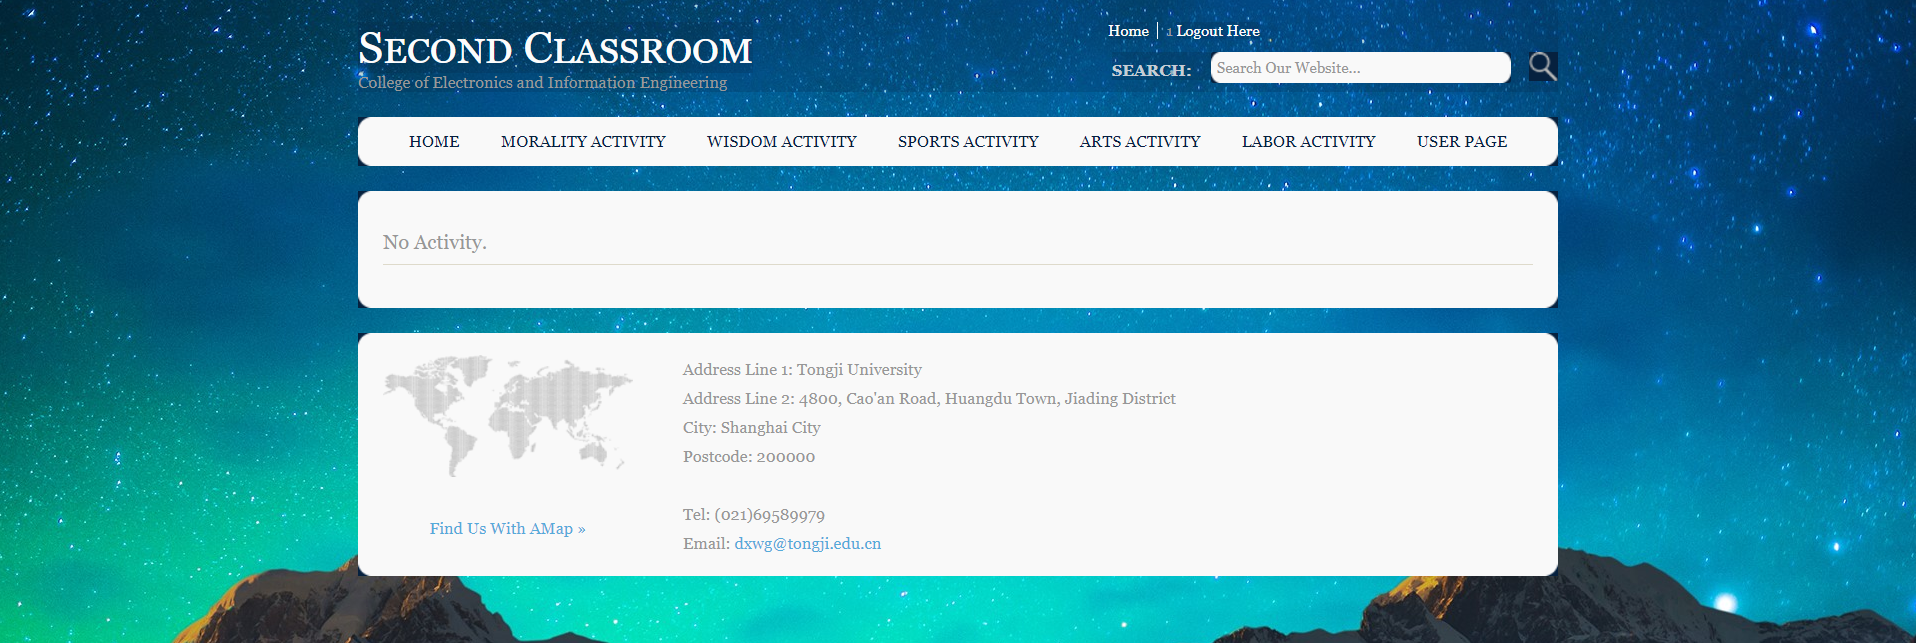 SECOND CLASSROOM
College of Electronics and Information Engineering
Home
1 Logout Here
SEARCH:
Search Our Website...
HOME MORALITY ACTIVITY WISDOM ACTIVITY SPORTS ACTIVITY ARTS ACTIVITY LABOR ACTIVITY USER PAGE
No Activity.
Find Us With AMap »
Address Line 1: Tongji University
Address Line 2: 4800, Cao'an Road, Huangdu Town, Jiading District
City: Shanghai City
Postcode: 200000
Tel: (021)69589979
Email: dxwg@tongji.edu.cn